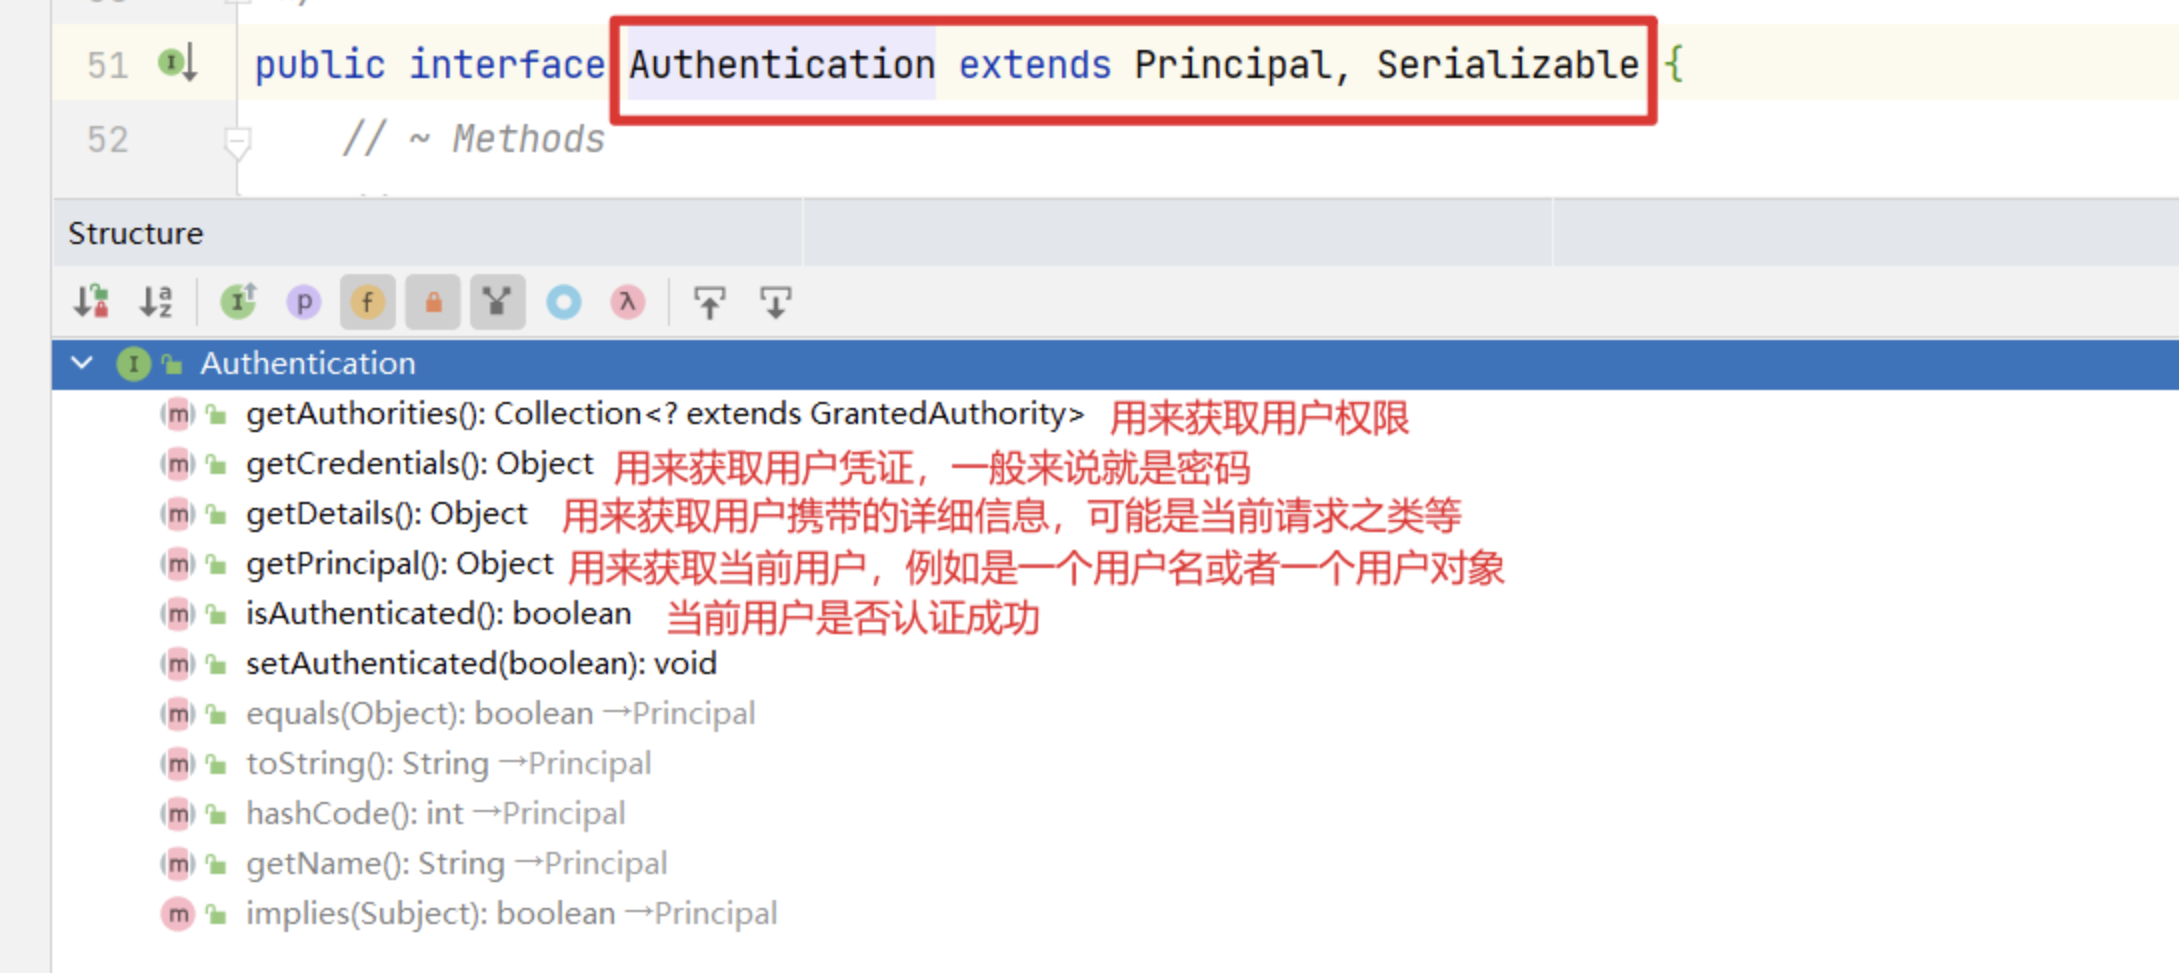 51 public interface Authentication extends Principal, Serializable {
52 // ~ Methods
Structure
Authentication
getAuthorities(): Collection<? extends GrantedAuthority> 用来获取用户权限
getCredentials(): Object 用来获取用户凭证，一般来说就是密码
getDetails(): Object 用来获取用户携带的详细信息，可能是当前请求之类等
getPrincipal(): Object 用来获取当前用户，例如是一个用户名或者一个用户对象
isAuthenticated(): boolean 当前用户是否认证成功
setAuthenticated(boolean): void
equals(Object): boolean →Principal
toString(): String →Principal
hashCode(): int →Principal
getName(): String →Principal
implies(Subject): boolean →Principal